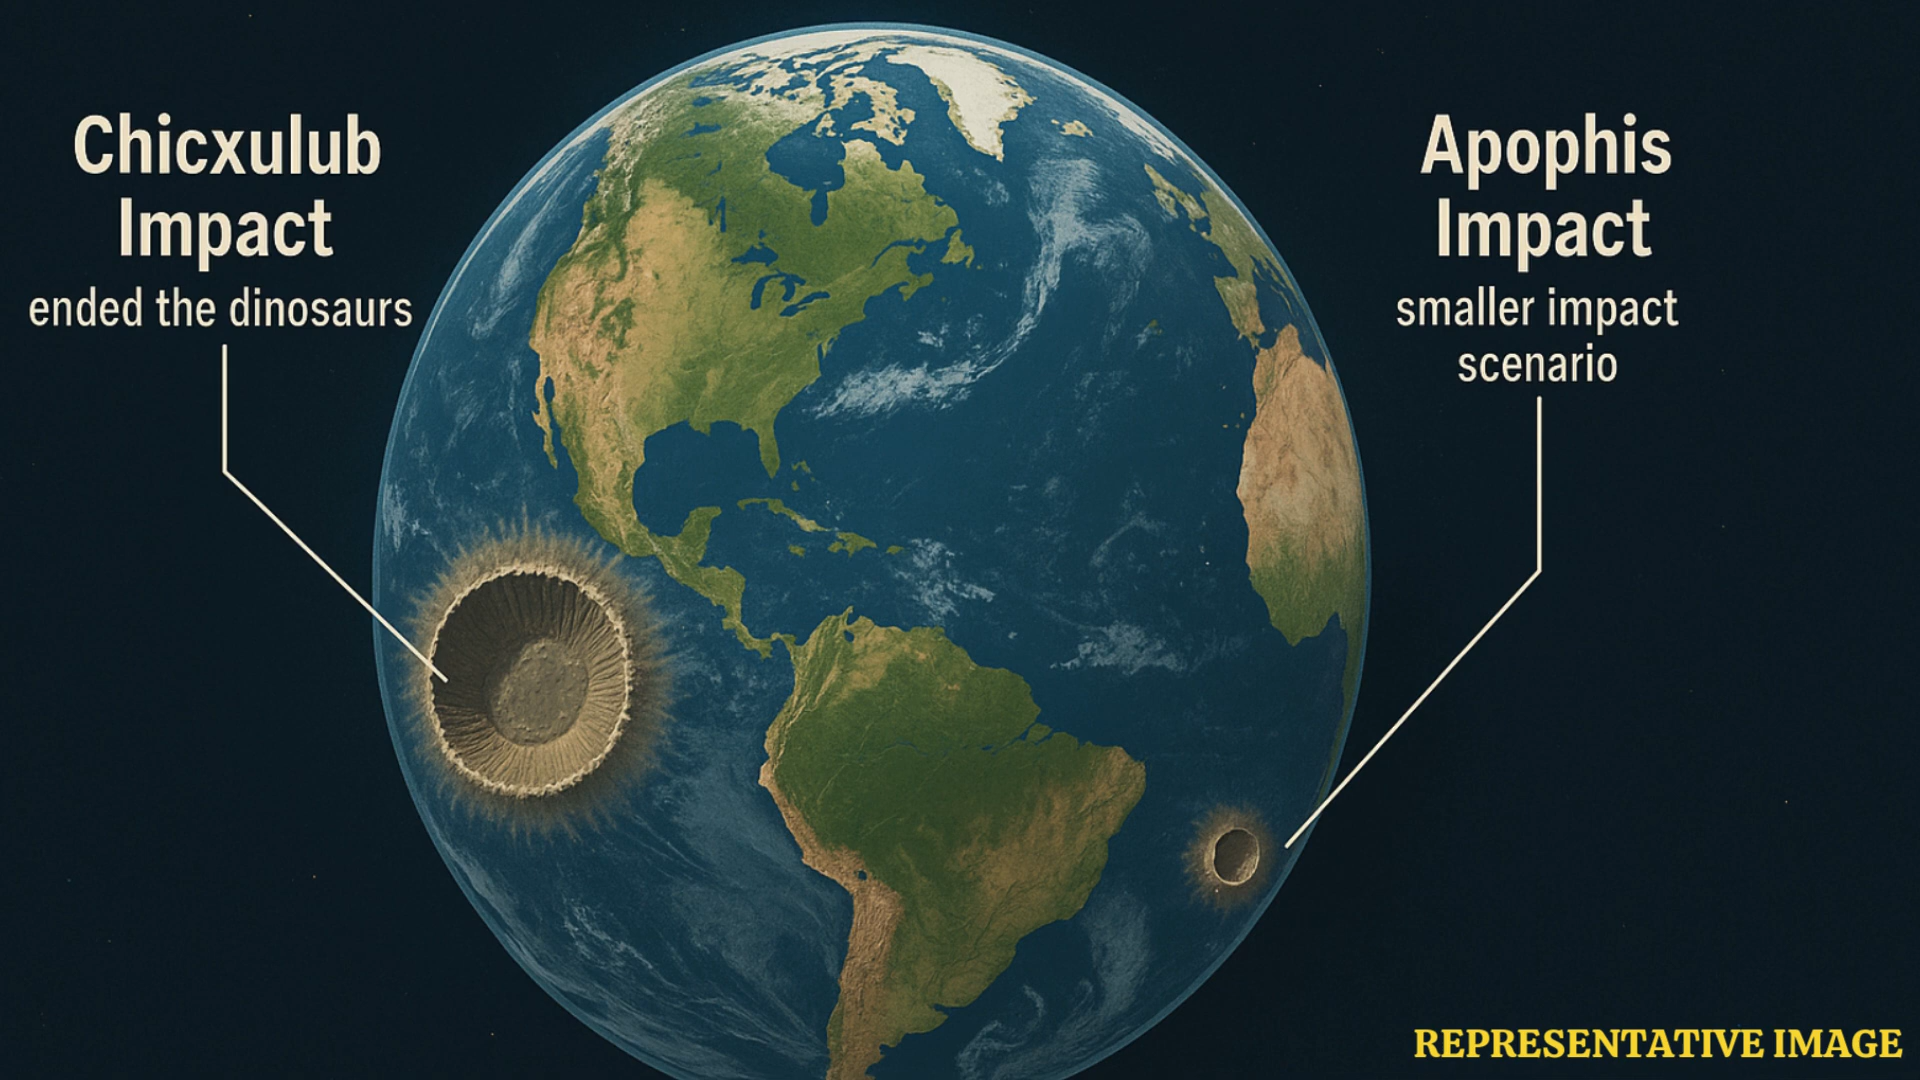 Chicxulub
Impact
ended the dinosaurs
Apophis
Impact
smaller impact
scenario
REPRESENTATIVE IMAGE